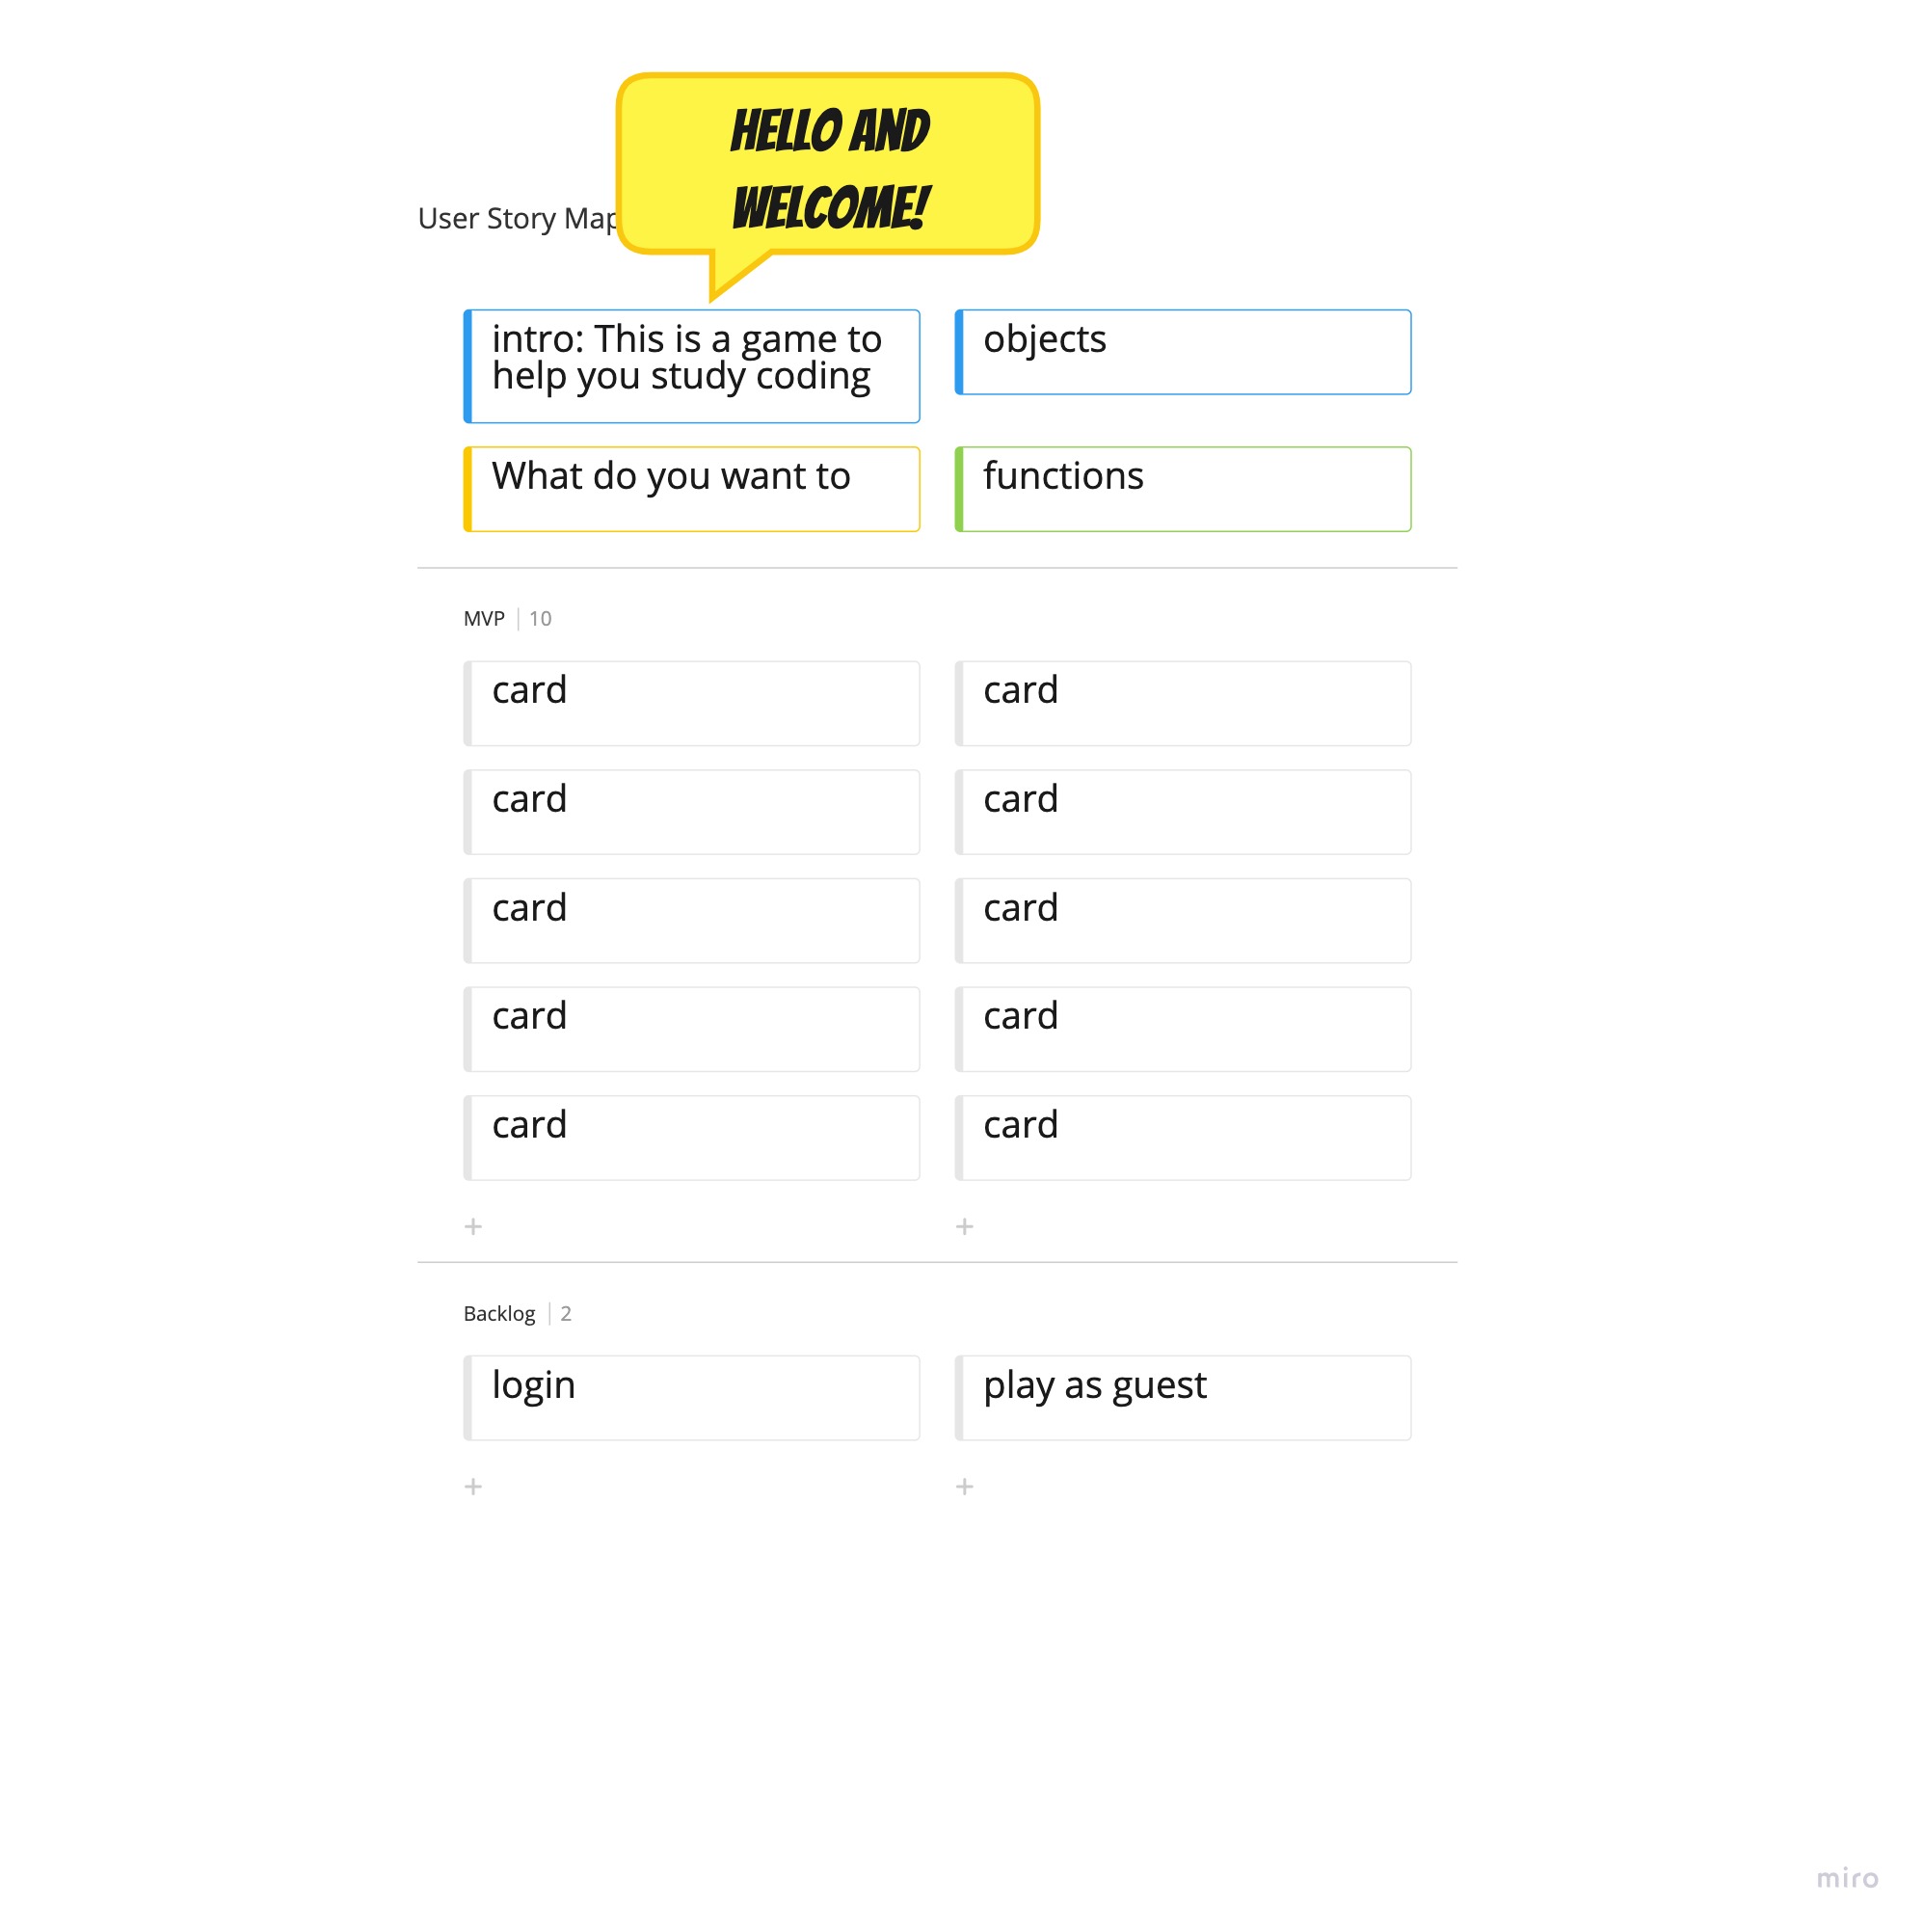 HELLO AND
WELCOME!
User Story Map
intro: This is a game to
help you study coding
objects
What do you want to
functions
MVP | 10
card
card
card
card
card
card
card
card
card
card
+
+
Backlog | 2
login
play as guest
+
+
miro